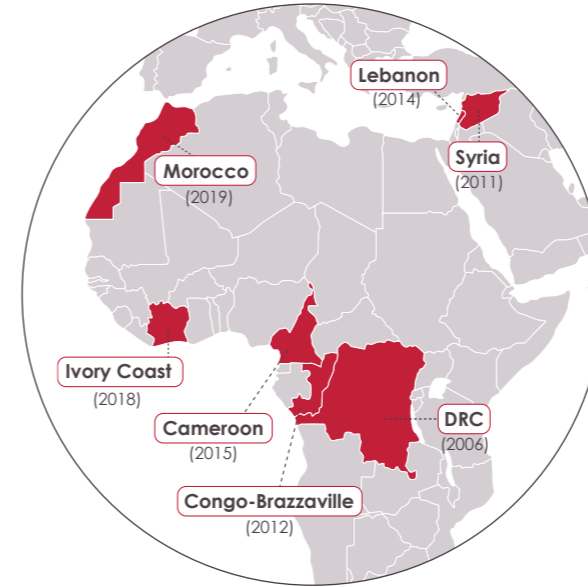 Lebanon
(2014)
Syria
(2011)
Morocco
(2019)
Ivory Coast
(2018)
Cameroon
(2015)
DRC
(2006)
Congo-Brazzaville
(2012)